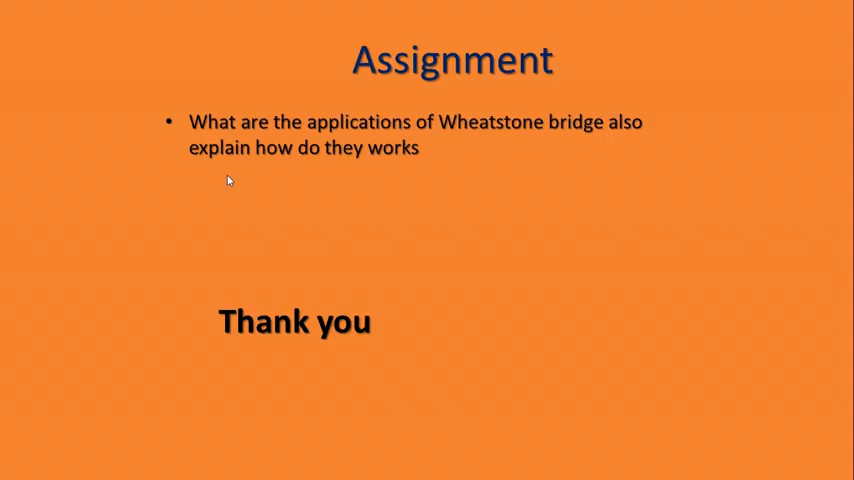 Assignment
• What are the applications of Wheatstone bridge also
explain how do they works
Thank you